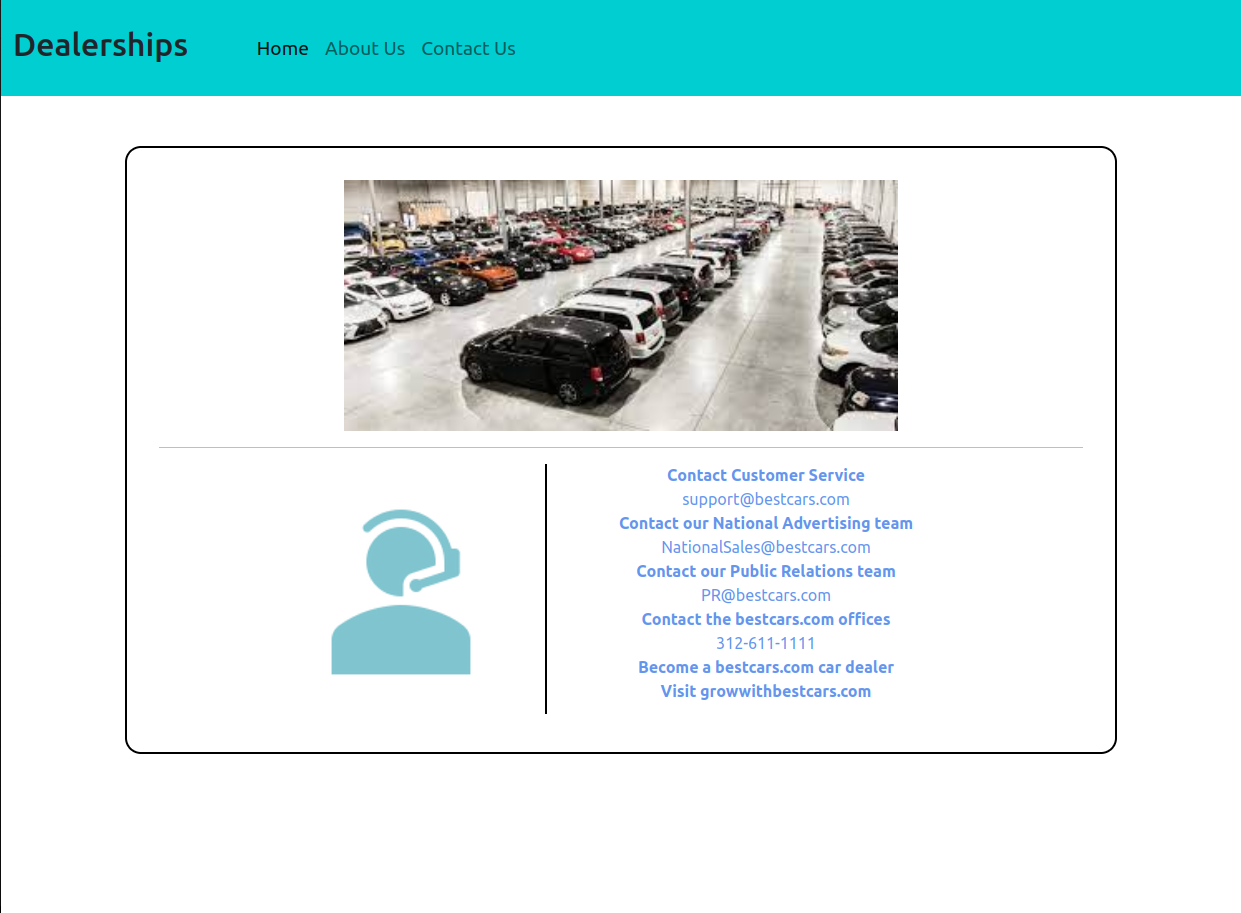 Dealerships
Home About Us Contact Us
Contact Customer Service
support@bestcars.com
Contact our National Advertising team
NationalSales@bestcars.com
Contact our Public Relations team
PR@bestcars.com
Contact the bestcars.com offices
312-611-1111
Become a bestcars.com car dealer
Visit growwithbestcars.com